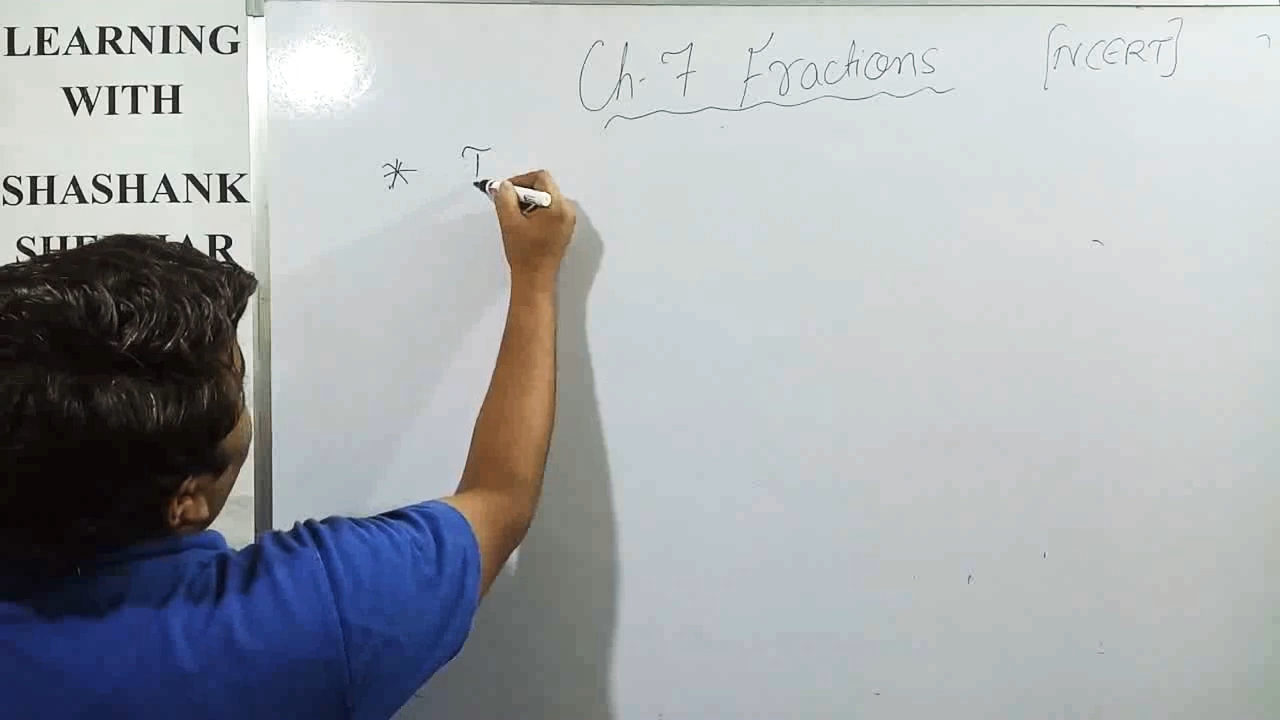 LEARNING
WITH
SHASHANK
Ch-7 Fractions [NCERT]
* T